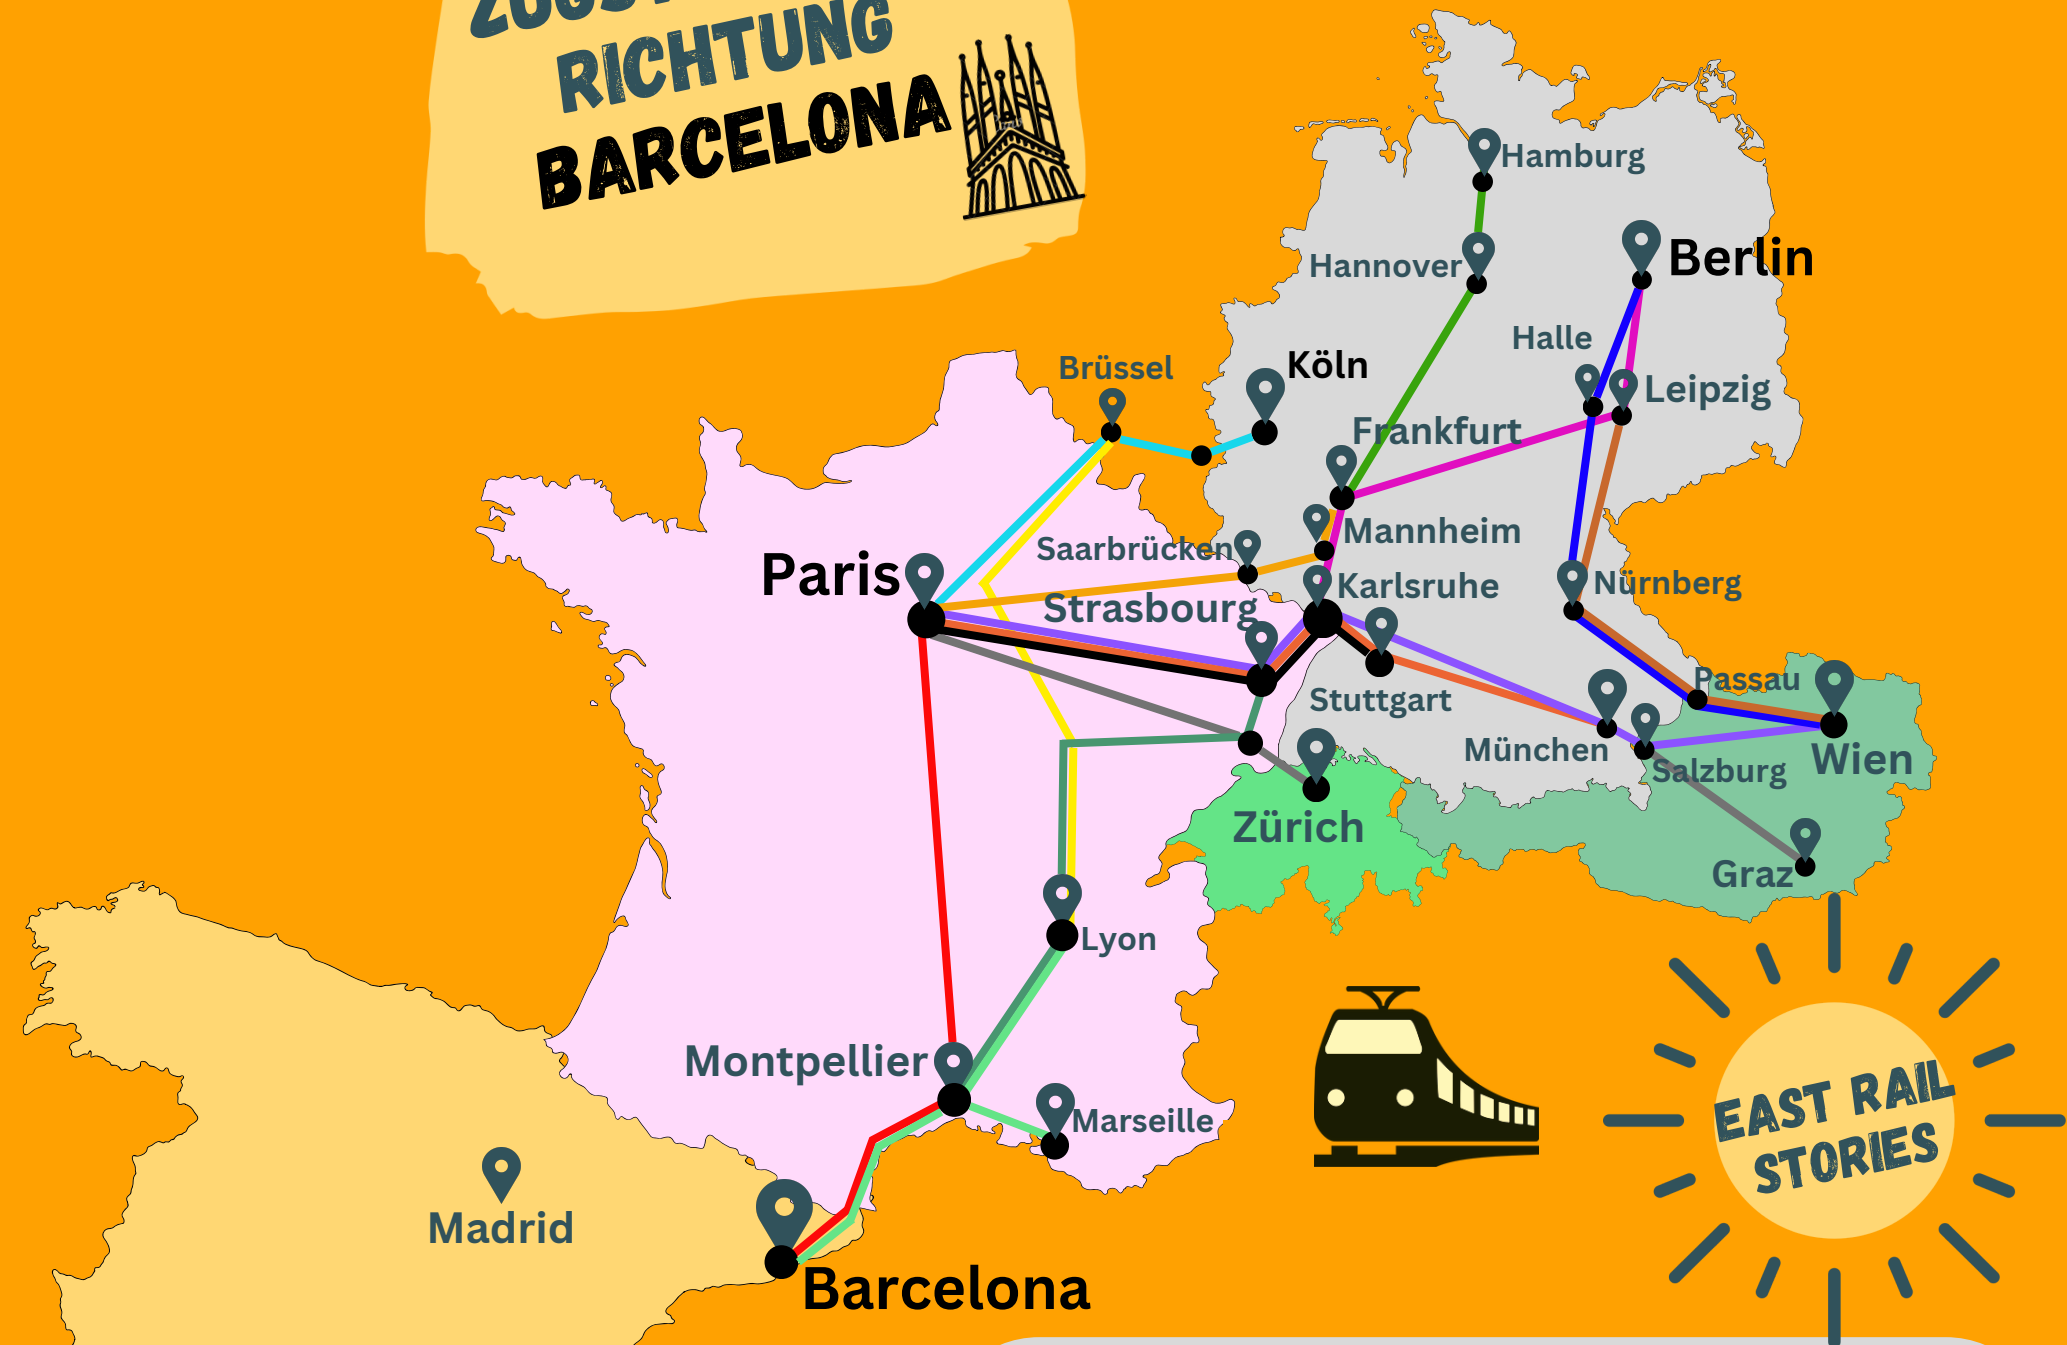 RICHTUNG
BARCELONA
Hamburg
Hannover
Berlin
Halle
Brüssel
Köln
Leipzig
Frankfurt
Mannheim
Saarbrücken
Paris
Karlsruhe
Nürnberg
Strasbourg
Passau
Stuttgart
München
Wien
Salzburg
Zürich
Graz
Lyon
Montpellier
Marseille
Madrid
Barcelona
EAST RAIL
STORIES